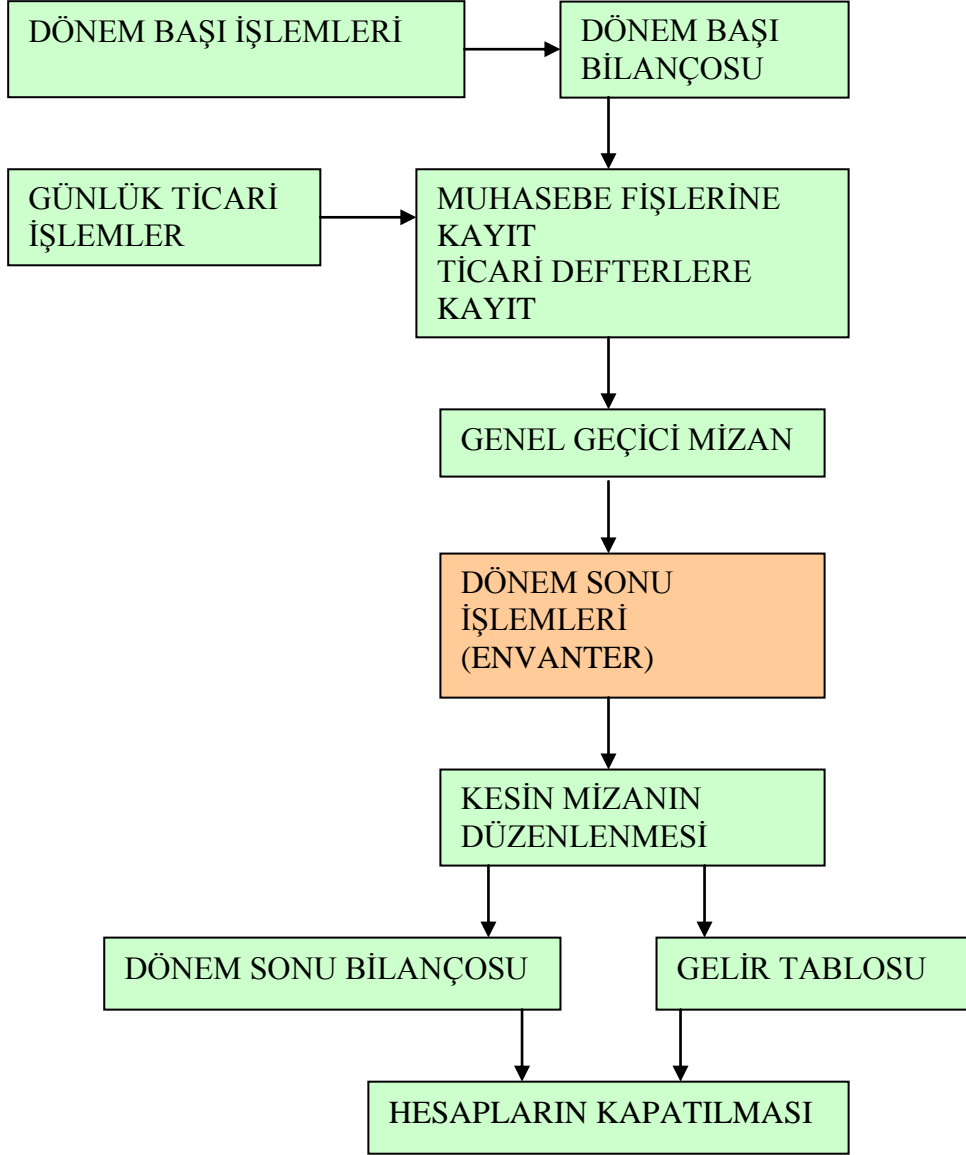 DÖNEM BAŞI İŞLEMLERİ
DÖNEM BAŞI
BİLANÇOSU
GÜNLÜK TİCARİ
İŞLEMLER
MUHASEBE FİŞLERİNE
KAYIT
TİCARİ DEFTERLERE
KAYIT
GENEL GEÇİCİ MİZAN
DÖNEM SONU
İŞLEMLERİ
(ENVANTER)
KESİN MİZANIN
DÜZENLENMESİ
DÖNEM SONU BİLANÇOSU
GELİR TABLOSU
HESAPLARIN KAPATILMASI